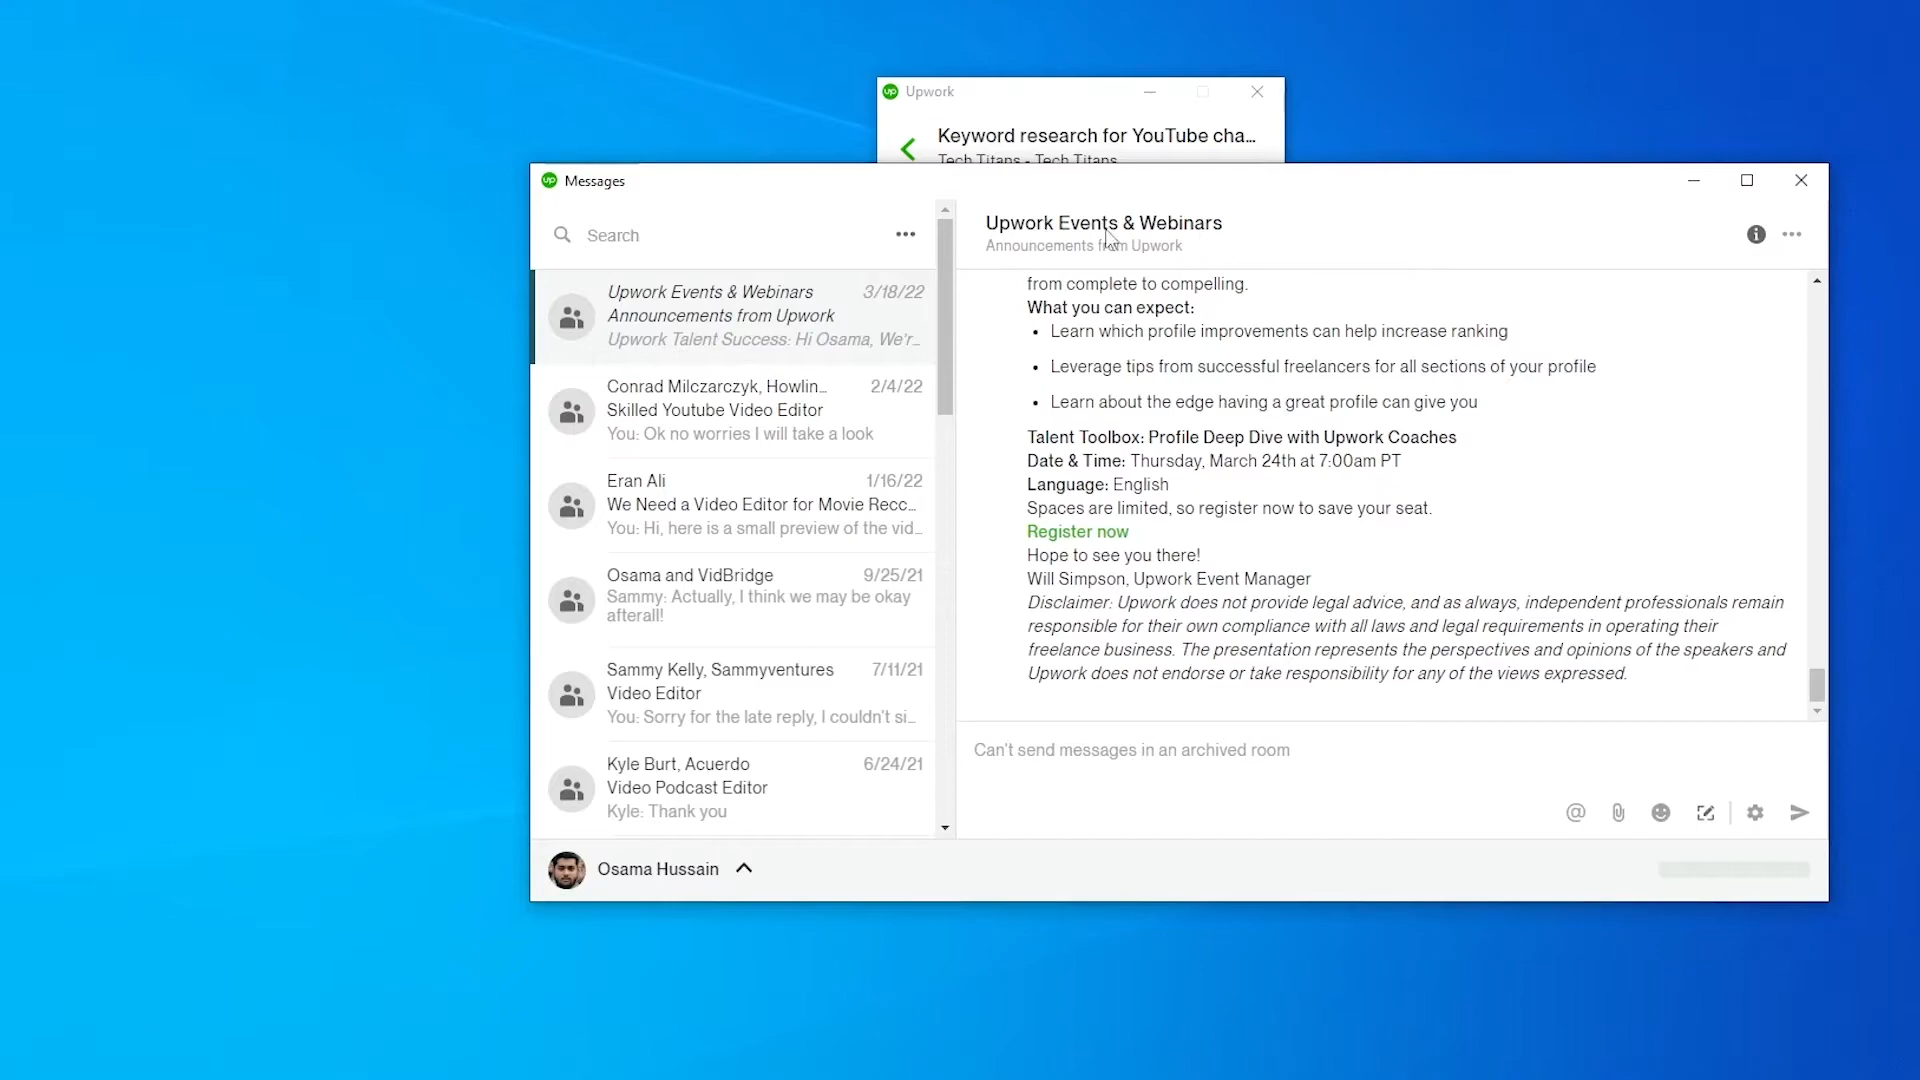 up Upwork
Keyword research for YouTube cha...
Tech Titans - Tech Titans
up Messages
Search
Upwork Events & Webinars 3/18/22
Announcements from Upwork
Upwork Talent Success: Hi Osama, We'r...
Conrad Milczarczyk, Howlin... 2/4/22
Skilled Youtube Video Editor
You: Ok no worries I will take a look
Eran Ali 1/16/22
We Need a Video Editor for Movie Recc...
You: Hi, here is a small preview of the vid...
Osama and VidBridge 9/25/21
Sammy: Actually, I think we may be okay
afterall!
Sammy Kelly, Sammyventures 7/11/21
Video Editor
You: Sorry for the late reply, I couldn't si...
Kyle Burt, Acuerdo 6/24/21
Video Podcast Editor
Kyle: Thank you
Osama Hussain
Upwork Events & Webinars
Announcements from Upwork
from complete to compelling.
What you can expect:
• Learn which profile improvements can help increase ranking
• Leverage tips from successful freelancers for all sections of your profile
• Learn about the edge having a great profile can give you
Talent Toolbox: Profile Deep Dive with Upwork Coaches
Date & Time: Thursday, March 24th at 7:00am PT
Language: English
Spaces are limited, so register now to save your seat.
Register now
Hope to see you there!
Will Simpson, Upwork Event Manager
Disclaimer: Upwork does not provide legal advice, and as always, independent professionals remain
responsible for their own compliance with all laws and legal requirements in operating their
freelance business. The presentation represents the perspectives and opinions of the speakers and
Upwork does not endorse or take responsibility for any of the views expressed.
Can't send messages in an archived room